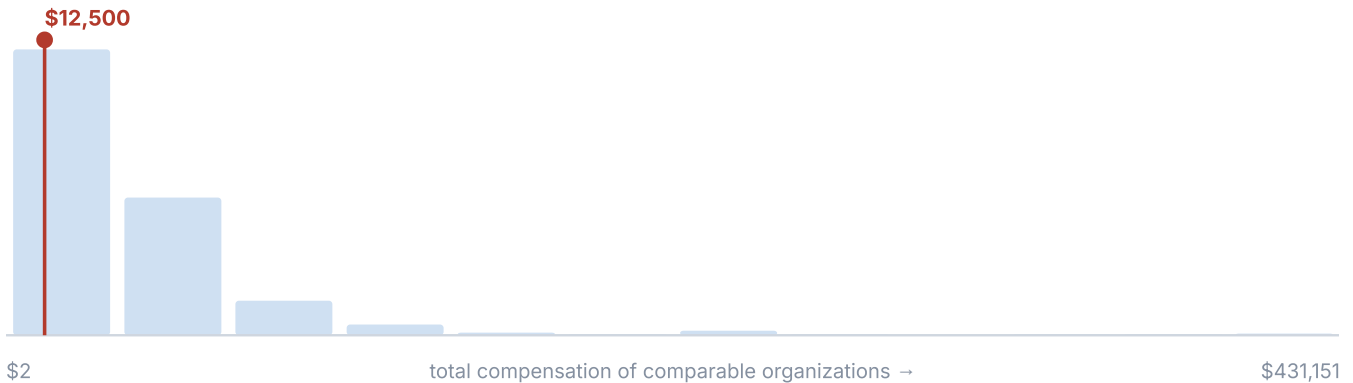 $12,500
$2
total compensation of comparable organizations →
$431,151